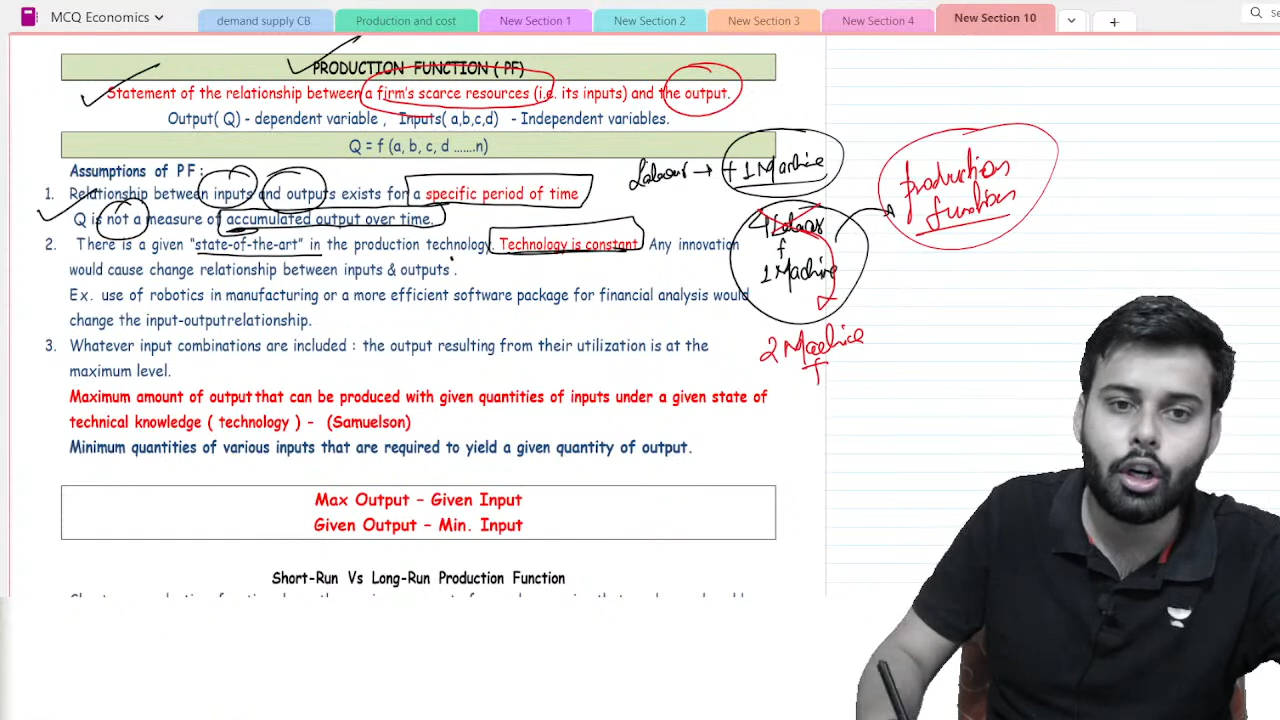 MCQ Economics
demand supply CB
Production and cost
New Section 1
New Section 2
New Section 3
New Section 4
New Section 10
+
PRODUCTION FUNCTION ( PF)
Statement of the relationship between a firm's scarce resources (i.e. its inputs) and the output.
Output( Q) - dependent variable , Inputs( a,b,c,d) - Independent variables.
Q = f (a, b, c, d .......n)
Assumptions of PF :
1. Relationship between inputs and outputs exists for a specific period of time
Q is not a measure of accumulated output over time.
2. There is a given "state-of-the-art" in the production technology. Technology is constant. Any innovation
would cause change relationship between inputs & outputs .
Ex. use of robotics in manufacturing or a more efficient software package for financial analysis would
change the input-outputrelationship.
3. Whatever input combinations are included : the output resulting from their utilization is at the
maximum level.
Maximum amount of output that can be produced with given quantities of inputs under a given state of
technical knowledge ( technology ) - (Samuelson)
Minimum quantities of various inputs that are required to yield a given quantity of output.
Max Output - Given Input
Given Output - Min. Input
Short-Run Vs Long-Run Production Function
Labour → + 1 Machine
Labour
1 Machine
2 Machine
production
function